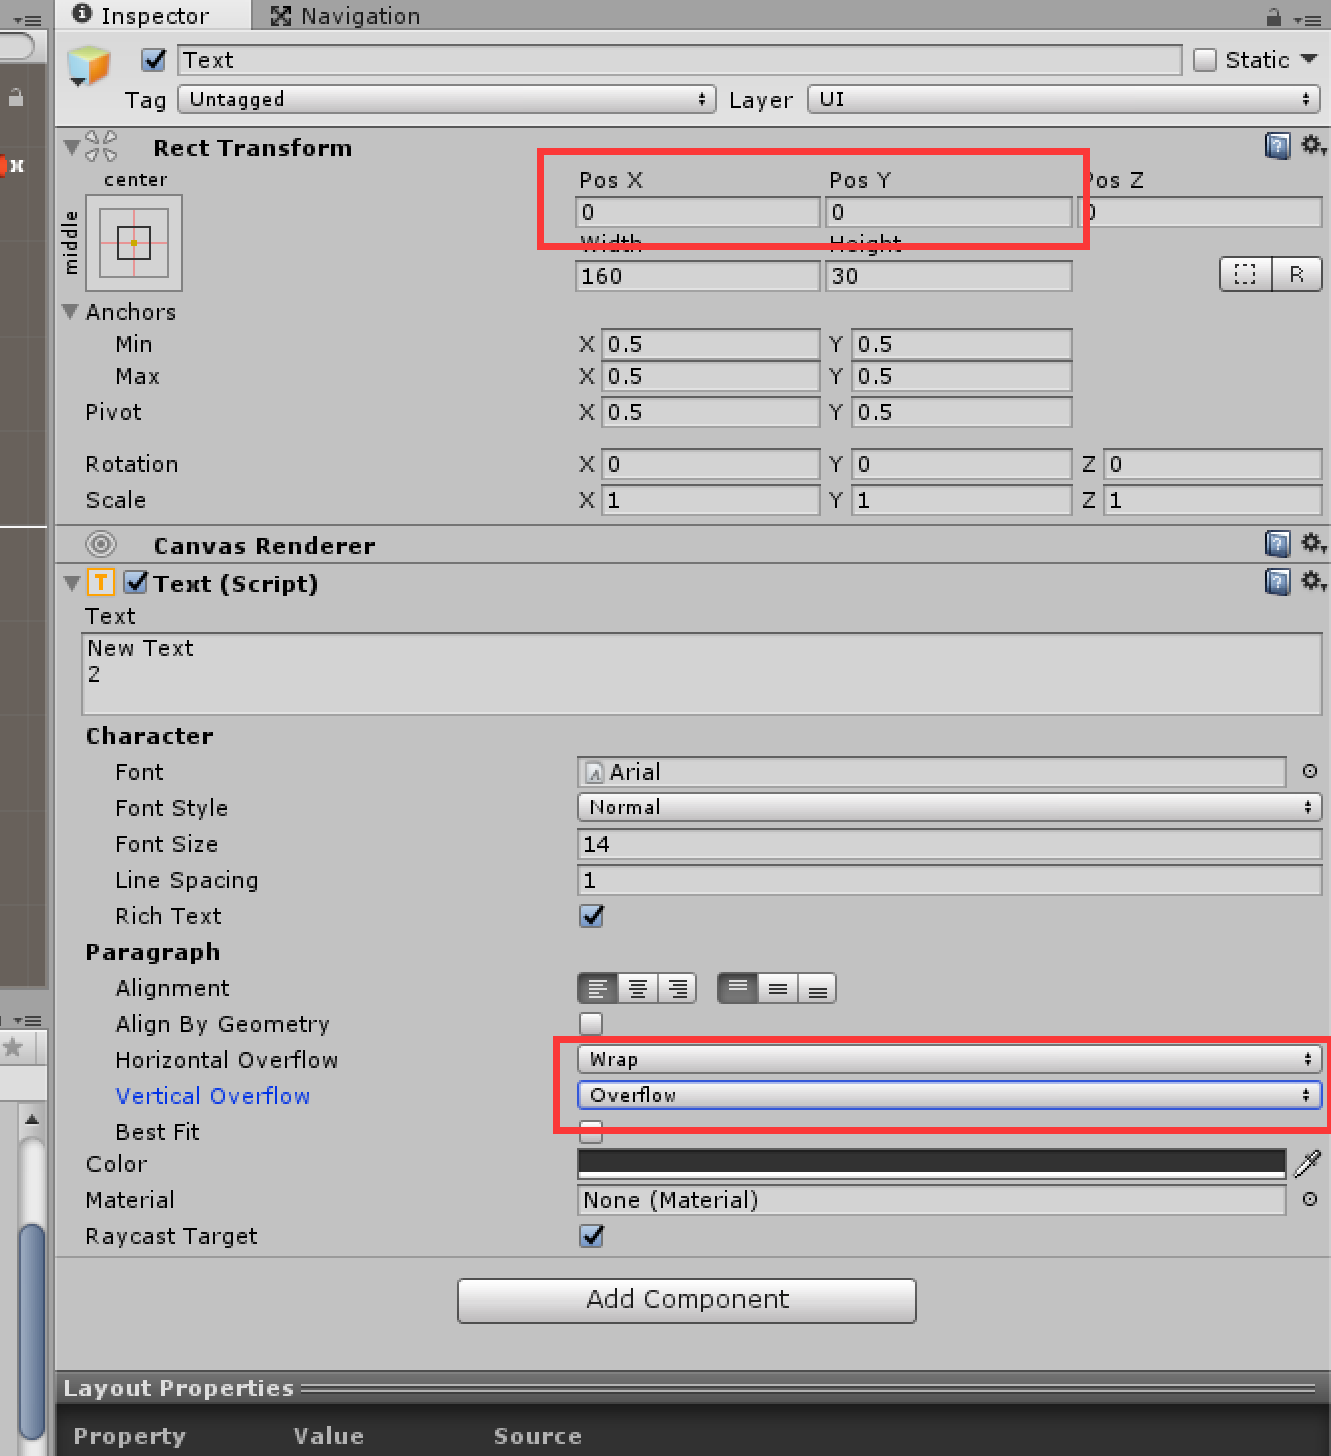 Inspector Navigation
Text Static
Tag Untagged Layer UI
Rect Transform
center
middle
Pos X Pos Y Pos Z
0 0 0
Width Height
160 30
R
Anchors
Min X 0.5 Y 0.5
Max X 0.5 Y 0.5
Pivot X 0.5 Y 0.5
Rotation X 0 Y 0 Z 0
Scale X 1 Y 1 Z 1
Canvas Renderer
T Text (Script)
Text
New Text
2
Character
Font Arial
Font Style Normal
Font Size 14
Line Spacing 1
Rich Text
Paragraph
Alignment
Align By Geometry
Horizontal Overflow Wrap
Vertical Overflow Overflow
Best Fit
Color
Material None (Material)
Raycast Target
Add Component
Layout Properties
Property Value Source